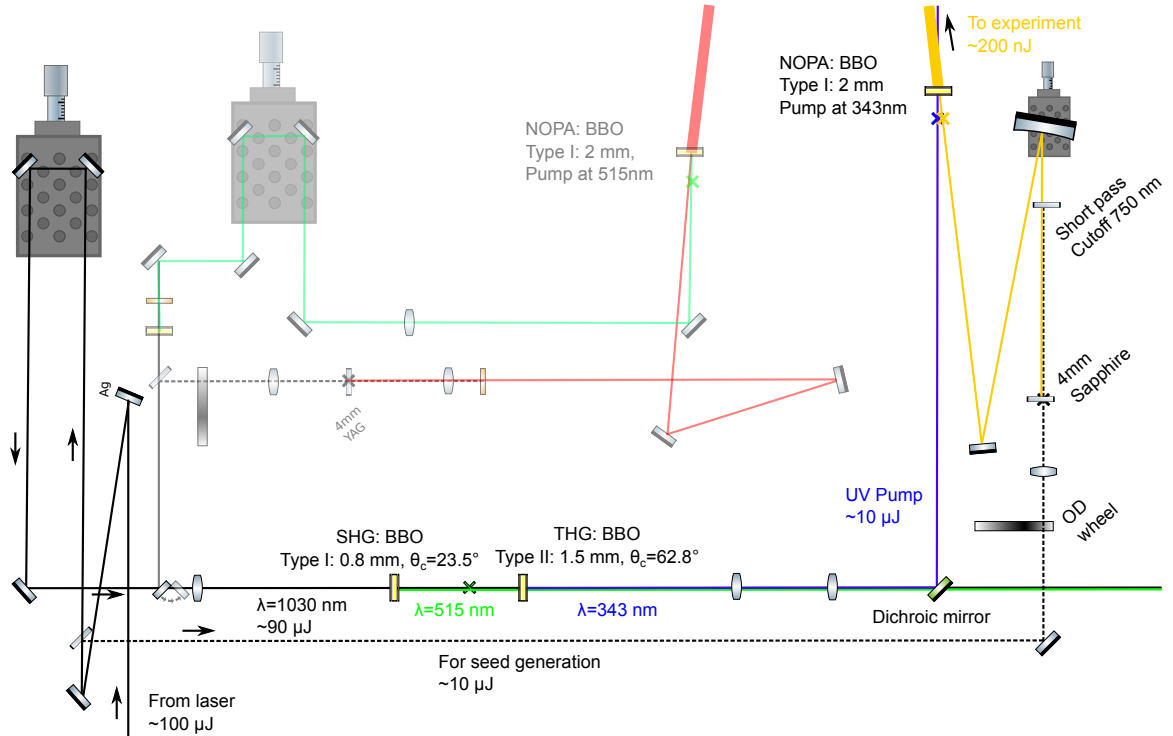 To experiment
~200 nJ
NOPA: BBO
Type I: 2 mm
Pump at 343nm
NOPA: BBO
Type I: 2 mm,
Pump at 515nm
Short pass
Cutoff 750 nm
Ag
4mm
YAG
4mm
Sapphire
UV Pump
~10 µJ
OD
wheel
SHG: BBO
Type I: 0.8 mm, θc=23.5°
THG: BBO
Type II: 1.5 mm, θc=62.8°
λ=1030 nm
~90 µJ
λ=515 nm
λ=343 nm
Dichroic mirror
For seed generation
~10 µJ
From laser
~100 µJ